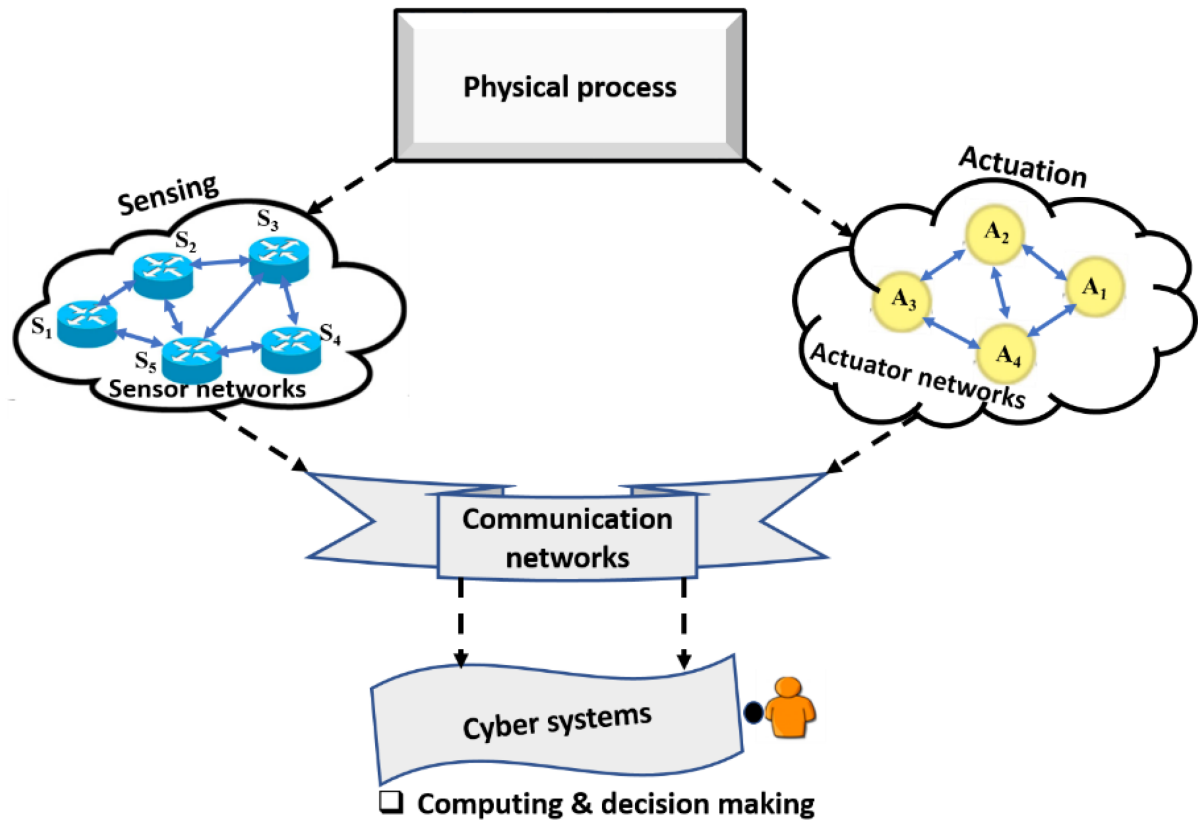 Physical process
Sensing
S3
S2
S1
S4
S5
Sensor networks
Actuation
A2
A1
A3
A4
Actuator networks
Communication
networks
Cyber systems
❑ Computing & decision making